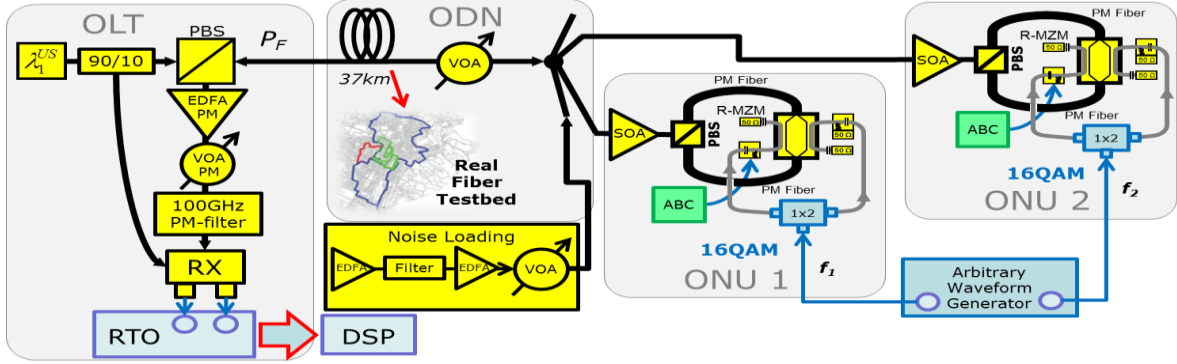 OLT
λ1US
90/10
PBS
PF
EDFA
PM
VOA
PM
100GHz
PM-filter
RX
RTO
DSP
ODN
37km
VOA
Real
Fiber
Testbed
Noise Loading
EDFA
Filter
EDFA
VOA
SOA
PBS
PM Fiber
R-MZM
50 Ω
50 Ω
50 Ω
ABC
PM Fiber
1x2
16QAM
f1
ONU 1
SOA
PBS
PM Fiber
R-MZM
50 Ω
50 Ω
50 Ω
ABC
PM Fiber
1x2
16QAM
f2
ONU 2
Arbitrary
Waveform
Generator